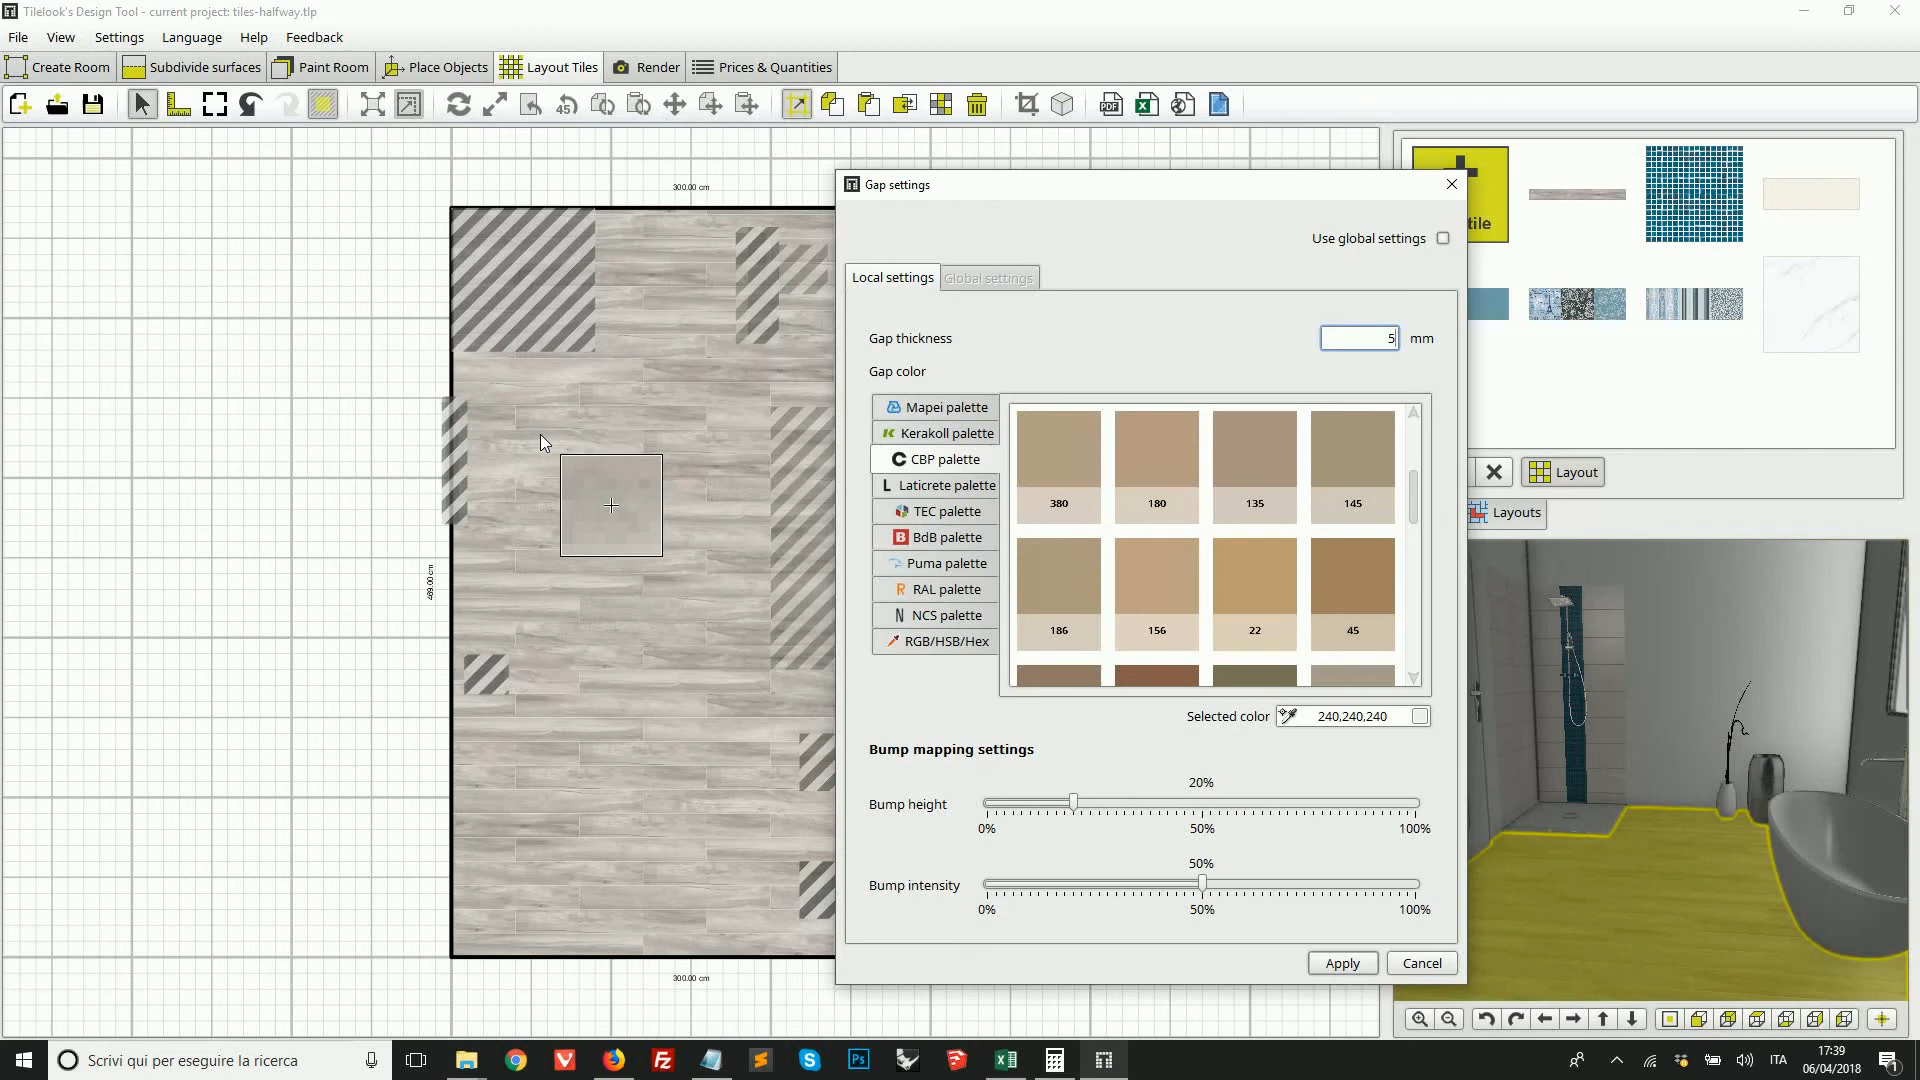 Tilelook's Design Tool - current project: tiles-halfway.tlp
File View Settings Language Help Feedback
Create Room Subdivide surfaces Paint Room Place Objects Layout Tiles Render Prices & Quantities
45 PDF X
300.00 cm
Gap settings
tile
Use global settings
Local settings Global settings
Gap thickness 5 mm
Gap color
Mapei palette
Kerakoll palette
CBP palette
Laticrete palette
TEC palette
BdB palette
Puma palette
RAL palette
NCS palette
RGB/HSB/Hex
380 180 135 145
186 156 22 45
Layout
Layouts
469.00 cm
Selected color 240,240,240
Bump mapping settings
20%
Bump height
0% 50% 100%
50%
Bump intensity
0% 50% 100%
Apply Cancel
300.00 cm
Scrivi qui per eseguire la ricerca
ITA
17:39
06/04/2018
1